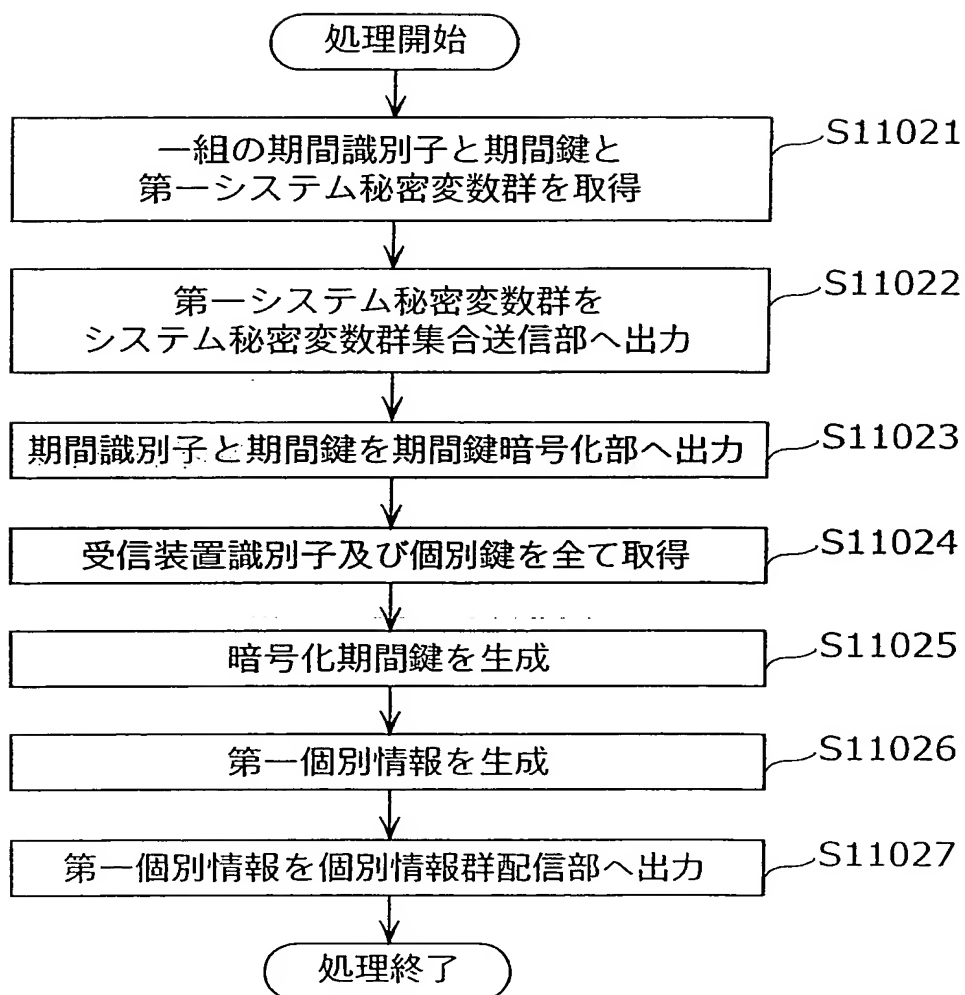 処理開始
一組の期間識別子と期間鍵と
第一システム秘密変数群を取得
S11021
第一システム秘密変数群を
システム秘密変数群集合送信部へ出力
S11022
期間識別子と期間鍵を期間鍵暗号化部へ出力
S11023
受信装置識別子及び個別鍵を全て取得
S11024
暗号化期間鍵を生成
S11025
第一個別情報を生成
S11026
第一個別情報を個別情報群配信部へ出力
S11027
処理終了